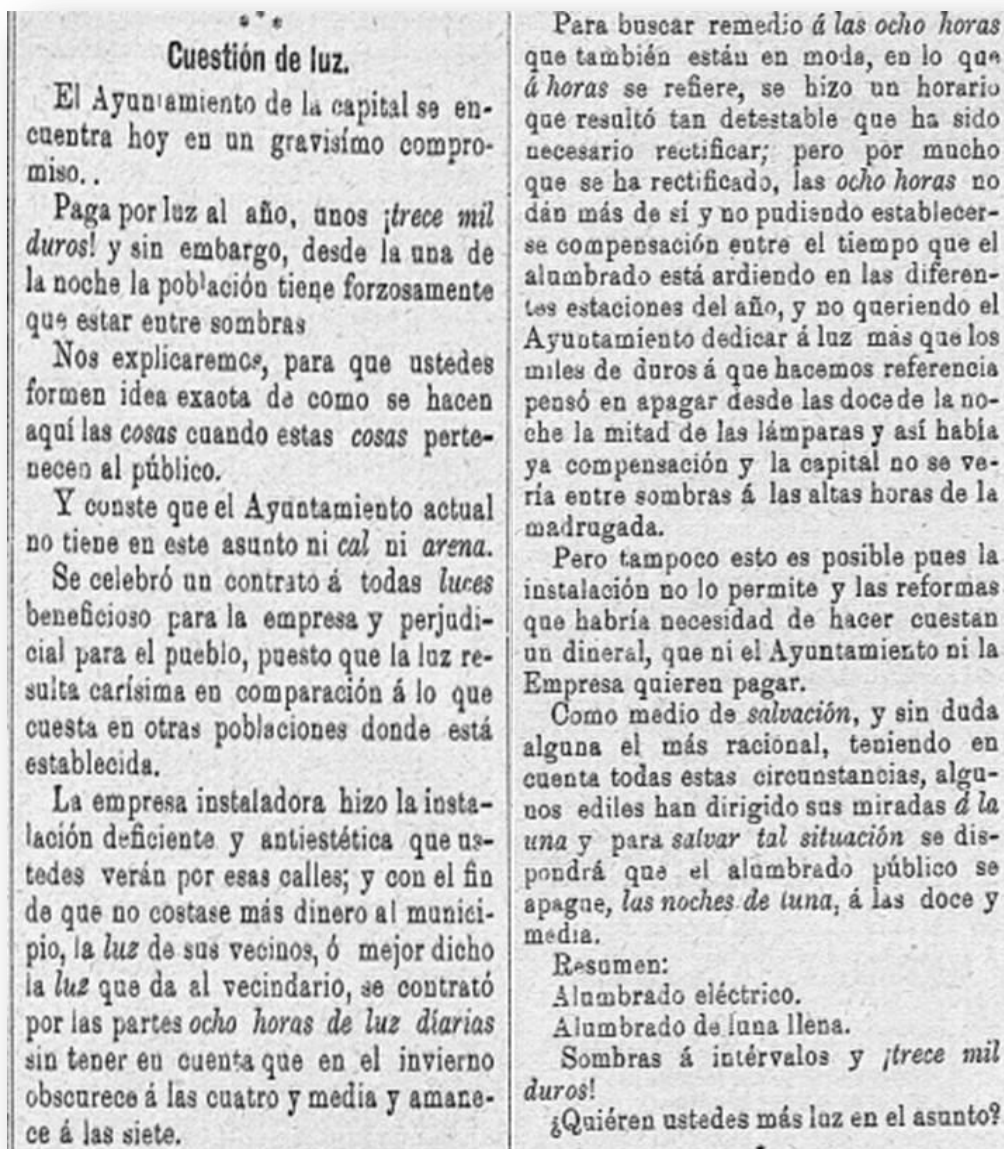 Cuestión de luz.
El Ayuntamiento de la capital se en-
cuentra hoy en un gravisímo compro-
miso..
Paga por luz al año, unos ¡trece mil
duros! y sin embargo, desde la una de
la noche la población tiene forzosamente
que estar entre sombras
Nos explicaremos, para que ustedes
formen idea exacta de como se hacen
aquí las cosas cuando estas cosas perte-
necen al público.
Y conste que el Ayuntamiento actual
no tiene en este asunto ni cal ni arena.
Se celebró un contrato á todas luces
beneficioso para la empresa y perjudi-
cial para el pueblo, puesto que la luz re-
sulta carísima en comparación á lo que
cuesta en otras poblaciones donde está
establecida.
La empresa instaladora hizo la insta-
lación deficiente y antiestética que us-
tedes verán por esas calles; y con el fin
de que no costase más dinero al munici-
pio, la luz de sus vecinos, ó mejor dicho
la luz que da al vecindario, se contrató
por las partes ocho horas de luz diarias
sin tener en cuenta que en el invierno
obscurece á las cuatro y media y amane-
ce á las siete.
Para buscar remedio á las ocho horas
que también están en moda, en lo que
á horas se refiere, se hizo un horario
que resultó tan detestable que ha sido
necesario rectificar; pero por mucho
que se ha rectificado, las ocho horas no
dán más de sí y no pudiendo establecer-
se compensación entre el tiempo que el
alumbrado está ardiendo en las diferen-
tes estaciones del año, y no queriendo el
Ayuntamiento dedicar á luz más que los
miles de duros á que hacemos referencia
pensó en apagar desde las doce de la no-
che la mitad de las lámparas y así había
ya compensación y la capital no se ve-
ría entre sombras á las altas horas de la
madrugada.
Pero tampoco esto es posible pues la
instalación no lo permite y las reformas
que habría necesidad de hacer cuestan
un dineral, que ni el Ayuntamiento ni la
Empresa quieren pagar.
Como medio de salvación, y sin duda
alguna el más racional, teniendo en
cuenta todas estas circunstancias, algu-
nos ediles han dirigido sus miradas á la
una y para salvar tal situación se dis-
pondrá que el alumbrado público se
apague, las noches de luna, á las doce y
media.
Resumen:
Alumbrado eléctrico.
Alumbrado de luna llena.
Sombras á intérvalos y ¡trece mil
duros!
¿Quiéren ustedes más luz en el asunto?